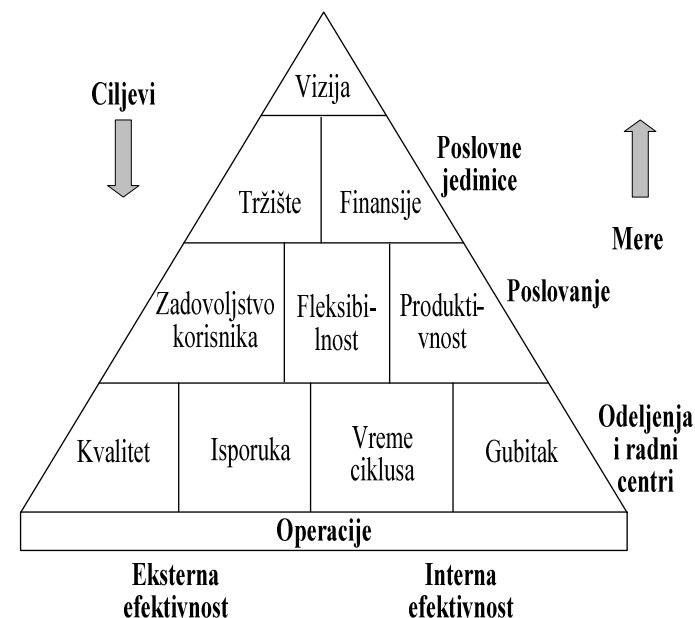 Vizija
Ciljevi
Poslovne
jedinice
Tržište
Finansije
Mere
Poslovanje
Zadovoljstvo
korisnika
Fleksibi-
lnost
Produkti-
vnost
Odeljenja
i radni
centri
Kvalitet
Isporuka
Vreme
ciklusa
Gubitak
Operacije
Eksterna
efektivnost
Interna
efektivnost